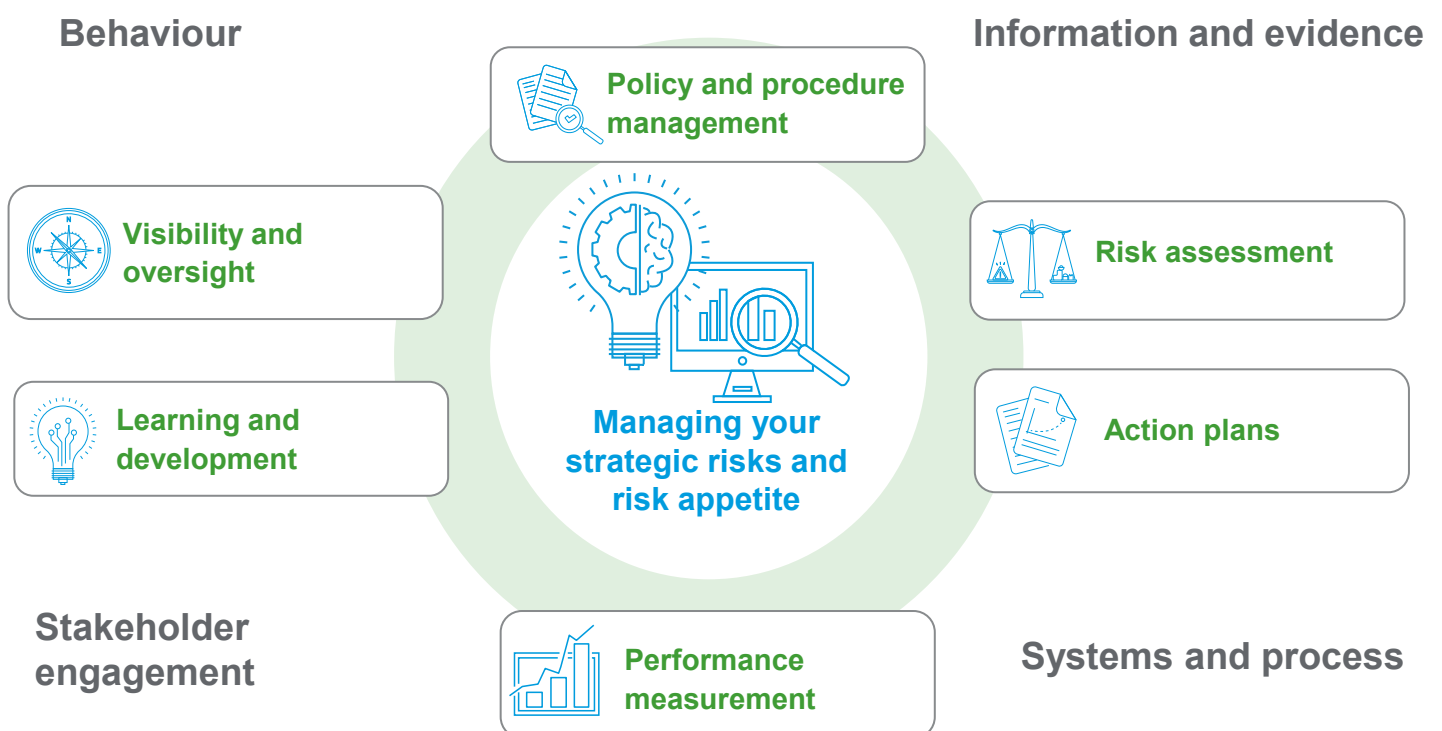 Behaviour
Information and evidence
Policy and procedure
management
Visibility and
oversight
N
W
E
S
Risk assessment
Learning and
development
Managing your
strategic risks and
risk appetite
Action plans
Stakeholder
engagement
Performance
measurement
Systems and process